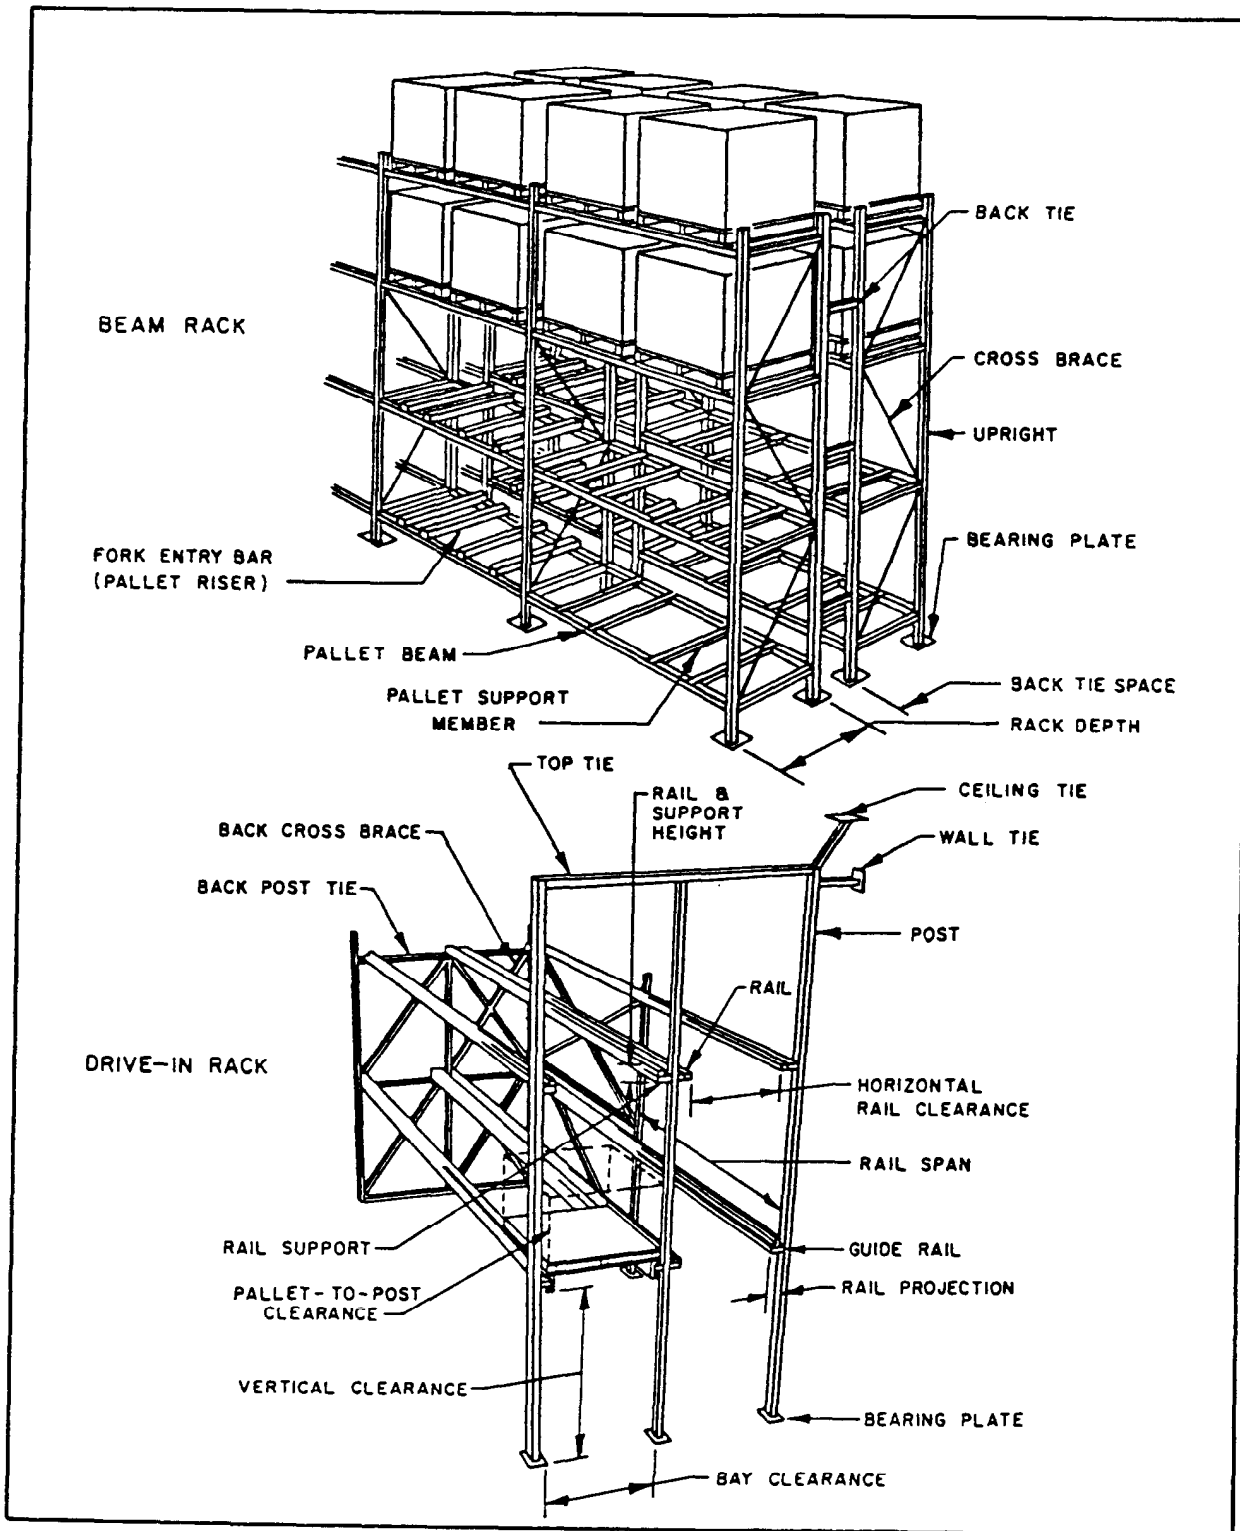 BACK TIE
BEAM RACK
CROSS BRACE
UPRIGHT
BEARING PLATE
FORK ENTRY BAR
(PALLET RISER)
PALLET BEAM
PALLET SUPPORT
MEMBER
BACK TIE SPACE
RACK DEPTH
TOP TIE
RAIL &
SUPPORT
HEIGHT
CEILING TIE
BACK CROSS BRACE
WALL TIE
BACK POST TIE
POST
RAIL
DRIVE-IN RACK
HORIZONTAL
RAIL CLEARANCE
RAIL SPAN
RAIL SUPPORT
GUIDE RAIL
PALLET-TO-POST
CLEARANCE
RAIL PROJECTION
VERTICAL CLEARANCE
BEARING PLATE
BAY CLEARANCE